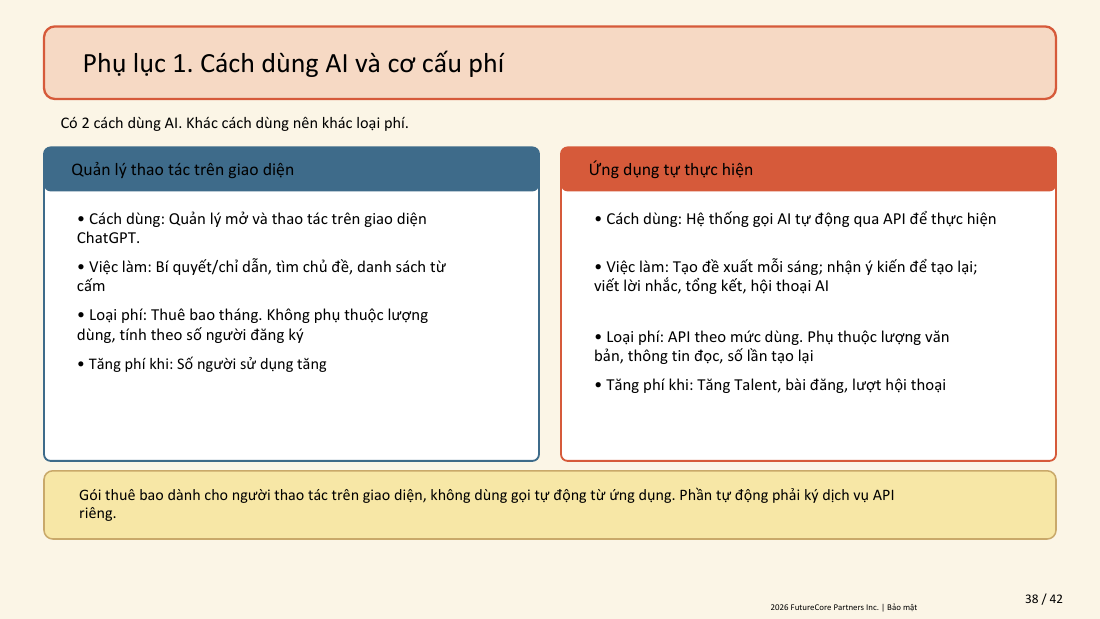 Phụ lục 1. Cách dùng AI và cơ cấu phí
Có 2 cách dùng AI. Khác cách dùng nên khác loại phí.
Quản lý thao tác trên giao diện
• Cách dùng: Quản lý mở và thao tác trên giao diện
ChatGPT.
• Việc làm: Bí quyết/chỉ dẫn, tìm chủ đề, danh sách từ
cấm
• Loại phí: Thuê bao tháng. Không phụ thuộc lượng
dùng, tính theo số người đăng ký
• Tăng phí khi: Số người sử dụng tăng
Ứng dụng tự thực hiện
• Cách dùng: Hệ thống gọi AI tự động qua API để thực hiện
• Việc làm: Tạo đề xuất mỗi sáng; nhận ý kiến để tạo lại;
viết lời nhắc, tổng kết, hội thoại AI
• Loại phí: API theo mức dùng. Phụ thuộc lượng văn
bản, thông tin đọc, số lần tạo lại
• Tăng phí khi: Tăng Talent, bài đăng, lượt hội thoại
Gói thuê bao dành cho người thao tác trên giao diện, không dùng gọi tự động từ ứng dụng. Phần tự động phải ký dịch vụ API
riêng.
2026 FutureCore Partners Inc. | Bảo mật
38 / 42